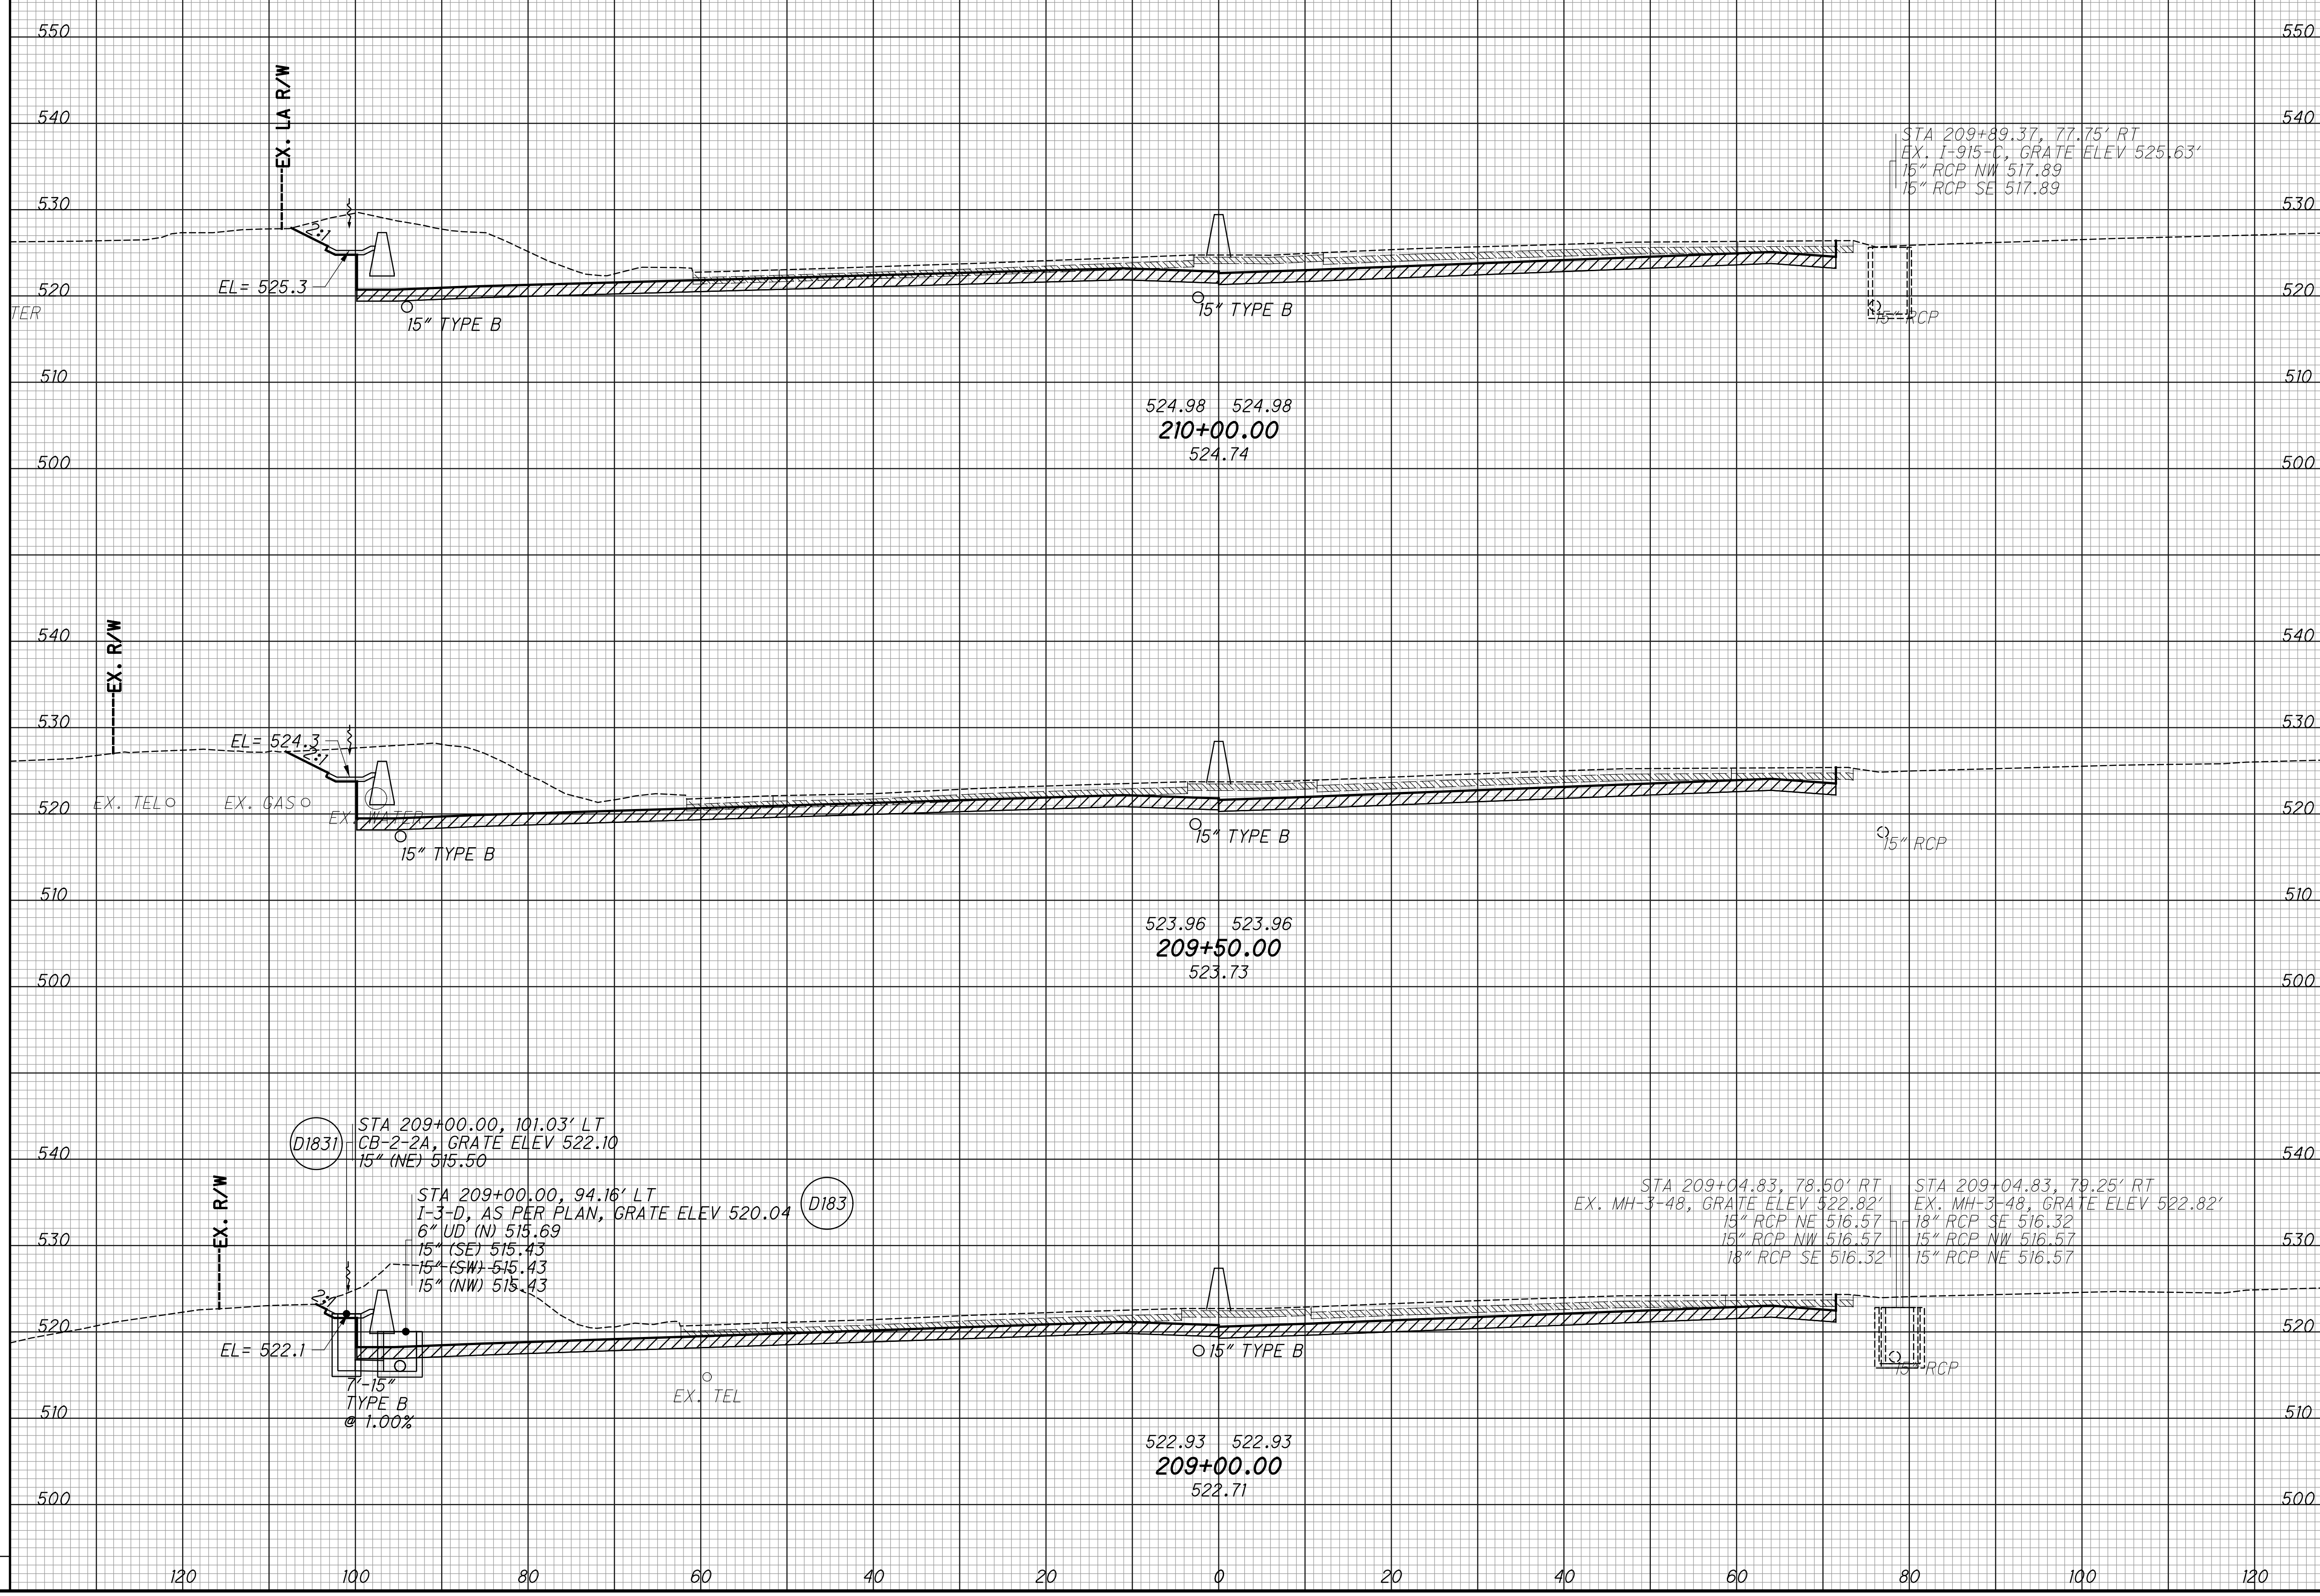 550
550
EX. LA R/W
540
540
STA 209+89.37, 77.75' RT
EX. I-915-C, GRATE ELEV 525.63'
15" RCP NW 517.89
15" RCP SE 517.89
530
530
2:1
EL= 525.3
520
520
TER
15" TYPE B
15" TYPE B
15" RCP
510
510
524.98 524.98
210+00.00
524.74
500
500
EX. R/W
540
540
530
530
EL= 524.3
2:1
EX. TEL
EX. GAS
EX. WATER
520
520
15" TYPE B
15" TYPE B
15" RCP
510
510
523.96 523.96
209+50.00
523.73
500
500
D1831
STA 209+00.00, 101.03' LT
CB-2-2A, GRATE ELEV 522.10
15" (NE) 515.50
540
540
EX. R/W
STA 209+00.00, 94.16' LT
I-3-D, AS PER PLAN, GRATE ELEV 520.04
6" UD (N) 515.69
15" (SE) 515.43
15" (SW) 515.43
15" (NW) 515.43
D183
STA 209+04.83, 78.50' RT
EX. MH-3-48, GRATE ELEV 522.82'
15" RCP NE 516.57
15" RCP NW 516.57
18" RCP SE 516.32
STA 209+04.83, 79.25' RT
EX. MH-3-48, GRATE ELEV 522.82'
18" RCP SE 516.32
15" RCP NW 516.57
15" RCP NE 516.57
530
530
2:1
520
520
EL= 522.1
15" TYPE B
15" RCP
7'-15"
TYPE B
@ 1.00%
EX. TEL
510
510
522.93 522.93
209+00.00
522.71
500
500
120 100 80 60 40 20 0 20 40 60 80 100 120